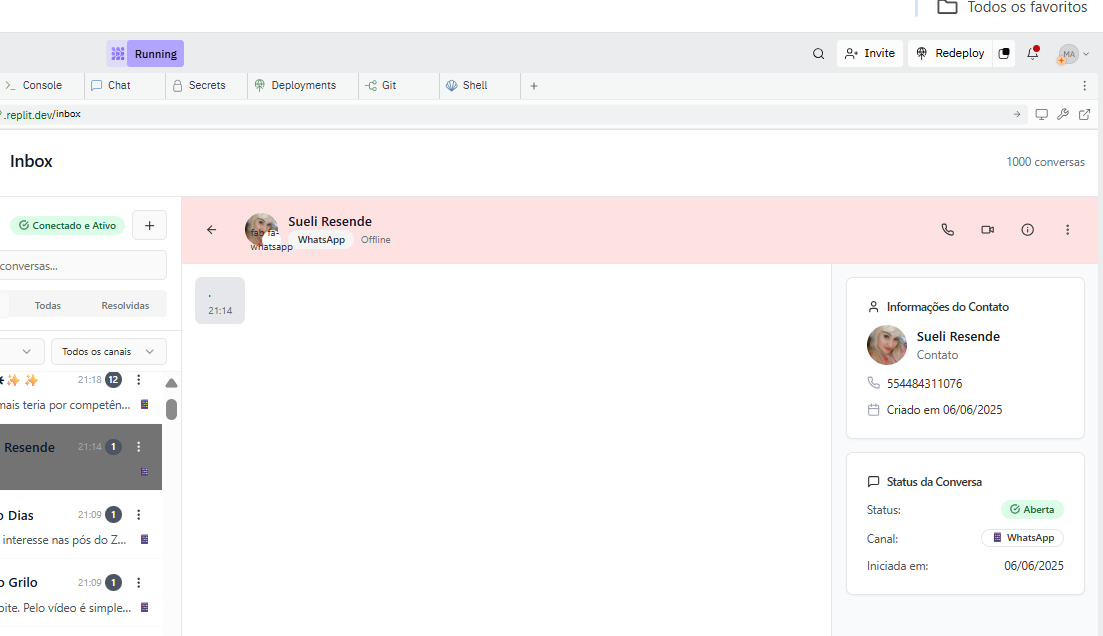 Todos os favoritos
Running
Invite
Redeploy
MA
Console
Chat
Secrets
Deployments
Git
Shell
.replit.dev/inbox
Inbox
1000 conversas
Conectado e Ativo
conversas...
Todas
Resolvidas
Todos os canais
21:18 12
mais teria por competên...
Resende 21:14 1
o Dias 21:09 1
interesse nas pós do Z...
o Grilo 21:09 1
oite. Pelo vídeo é simple...
Sueli Resende
fab fa-
whatsapp
WhatsApp
Offline
.
21:14
Informações do Contato
Sueli Resende
Contato
554484311076
Criado em 06/06/2025
Status da Conversa
Status: Aberta
Canal: WhatsApp
Iniciada em: 06/06/2025